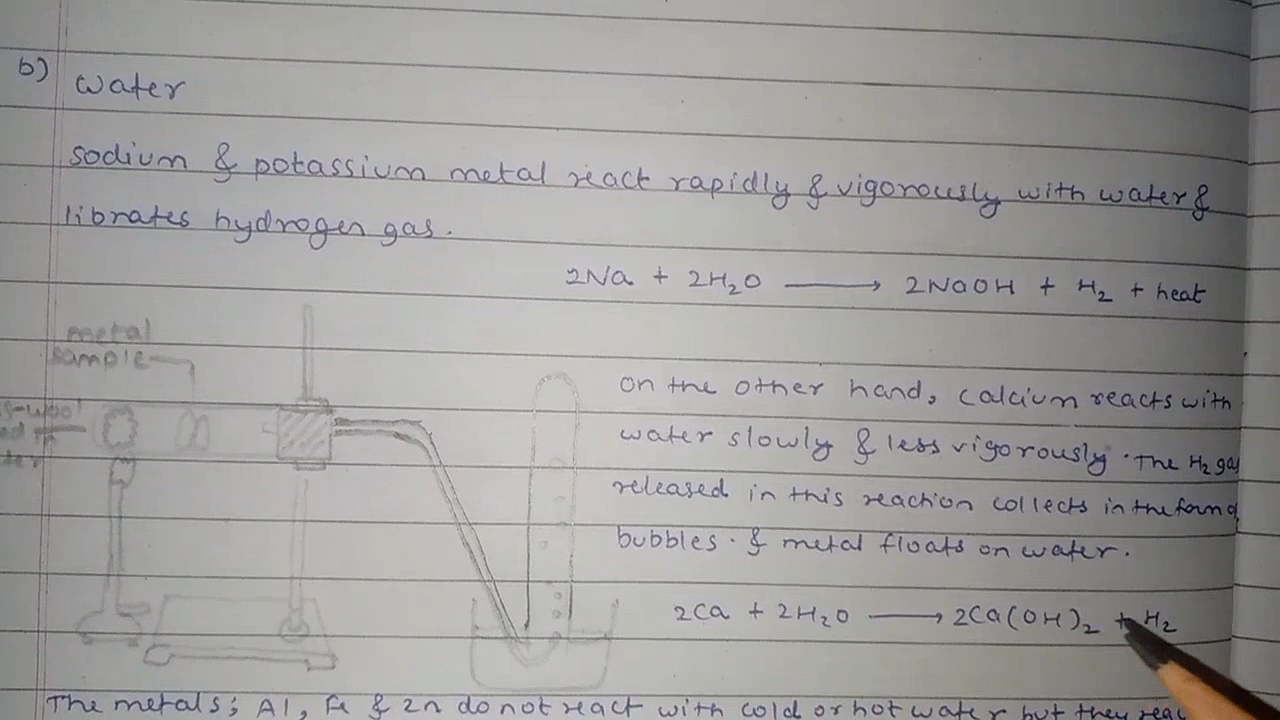 b) water
sodium & potassium metal react rapidly & vigorously with water &
librates hydrogen gas.
2Na + 2H₂O ⟶ 2NaOH + H₂ + heat
metal
sample
on the other hand, calcium reacts with
water slowly & less vigorously. The H₂ gas
released in this reaction collects in the form of
bubbles. & metal floats on water.
2Ca + 2H₂O ⟶ 2Ca(OH)₂ + H₂
The metals; Al, Fe & Zn do not react with cold or hot water but they